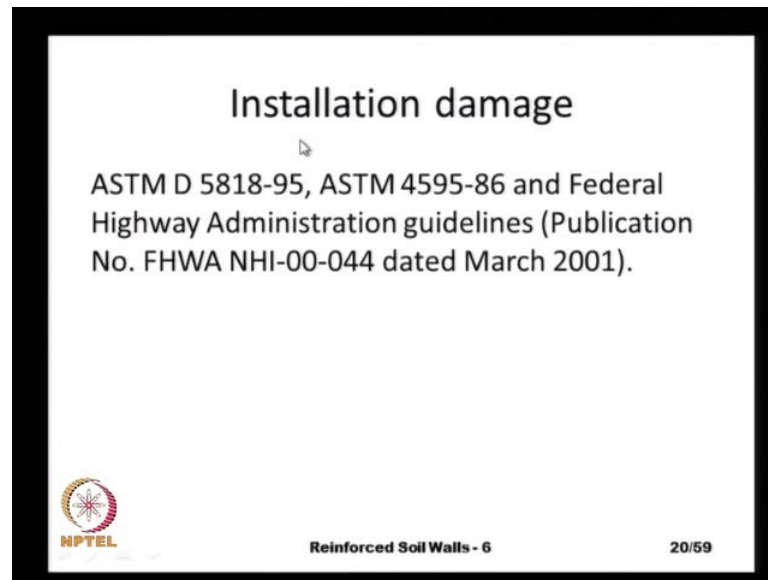 Installation damage
ASTM D 5818-95, ASTM 4595-86 and Federal
Highway Administration guidelines (Publication
No. FHWA NHI-00-044 dated March 2001).
NPTEL
Reinforced Soil Walls - 6
20/59